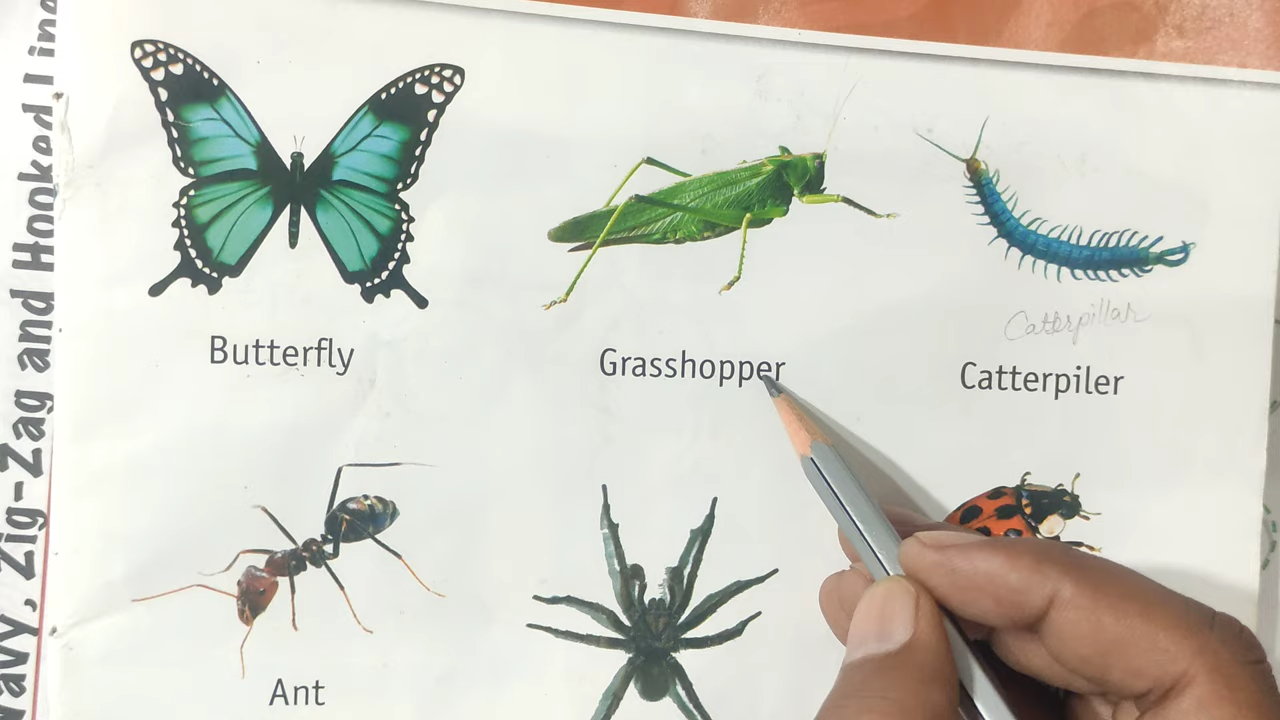 Wavy, Zig-Zag and Hooked Line
Butterfly
Grasshopper
Catterpillar
Catterpiler
Ant